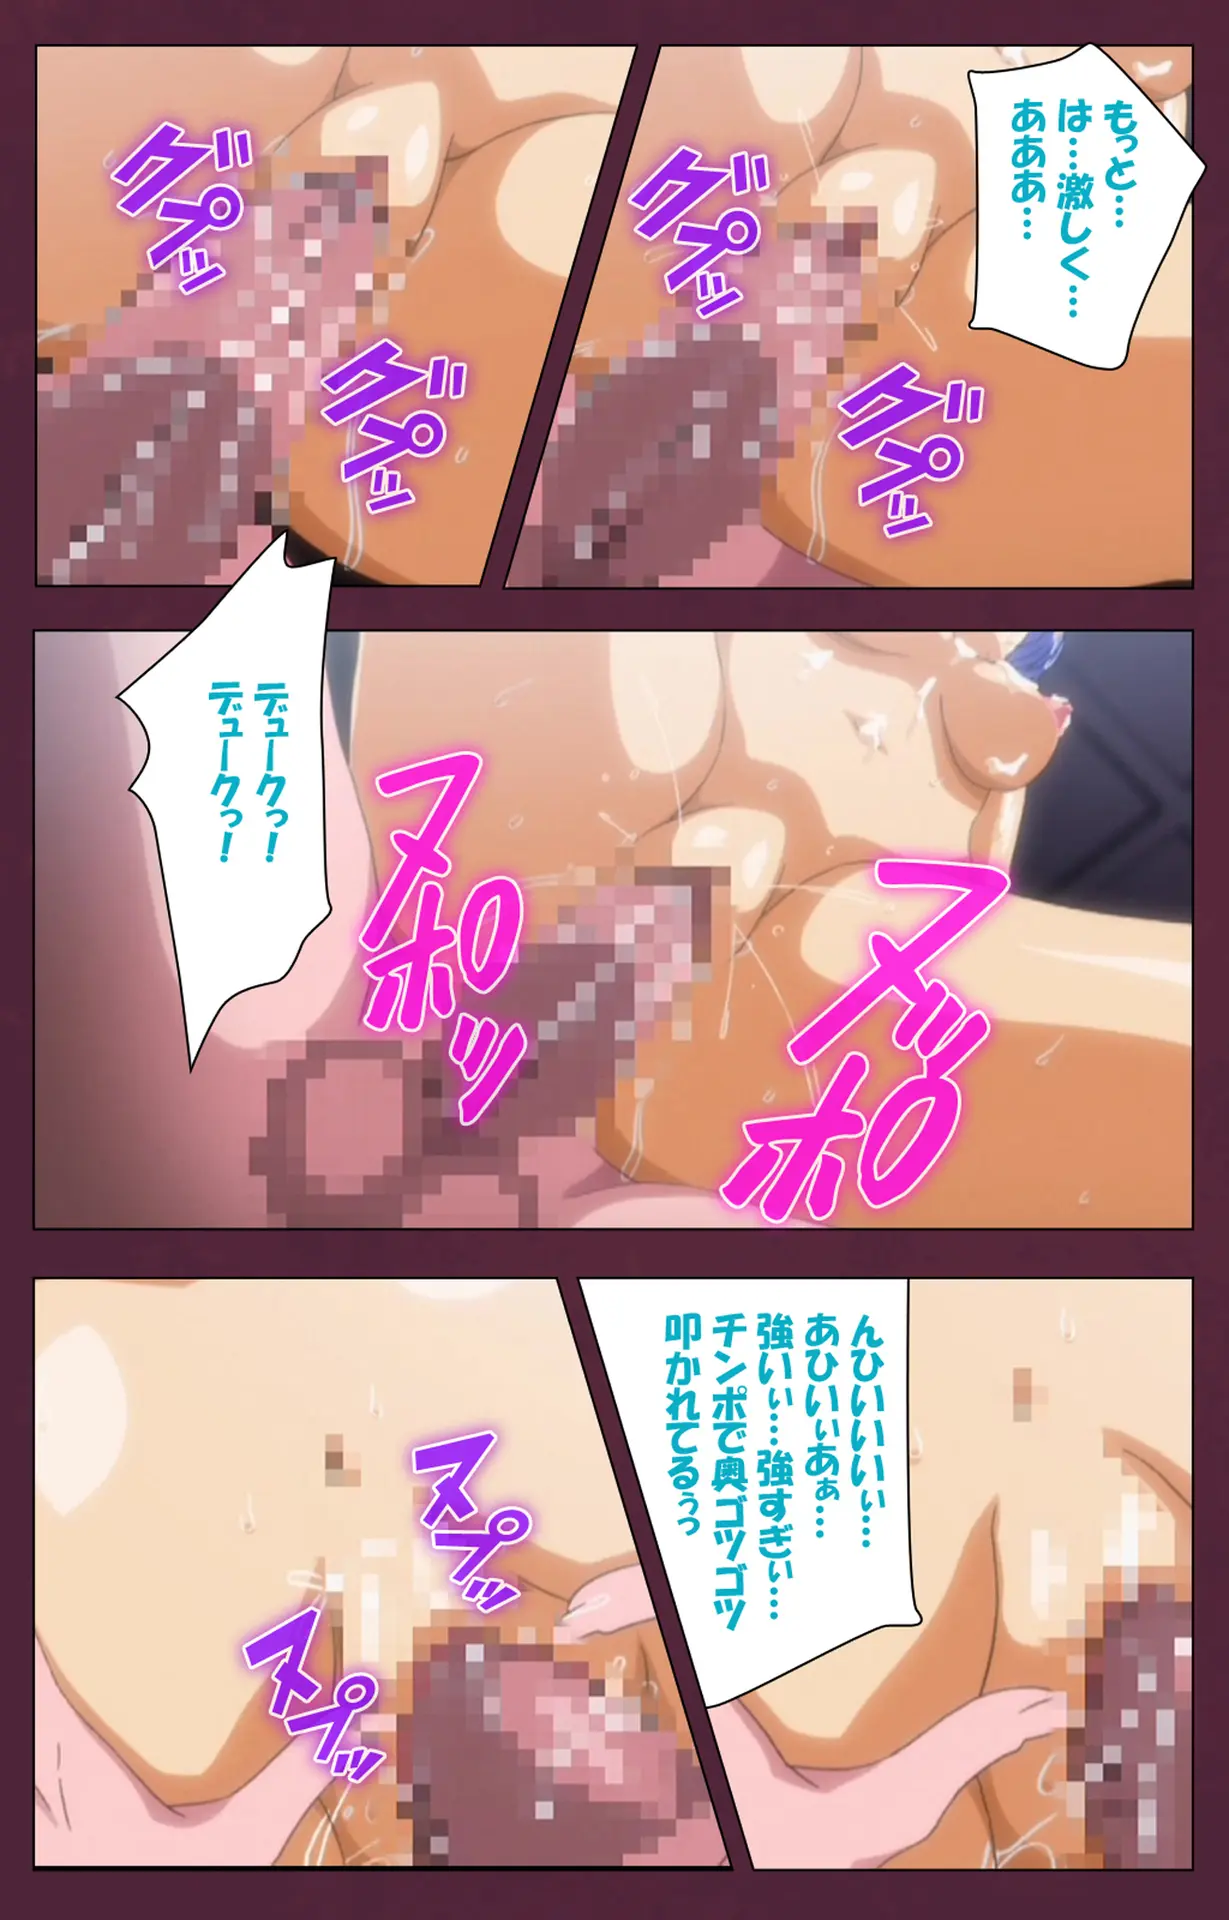 もっと…
は…激しく…
あああ…
グプッ
グプッ
グプッ
グプッ
デュークっ！
デュークっ！
ヌッポッ
ヌポッ
んひいいいぃ…
あひいぃあぁ…
強いぃ…強すぎぃ…
チンポで奥ゴツゴツ
叩かれてるぅっ
ヌプッ
ヌプッ